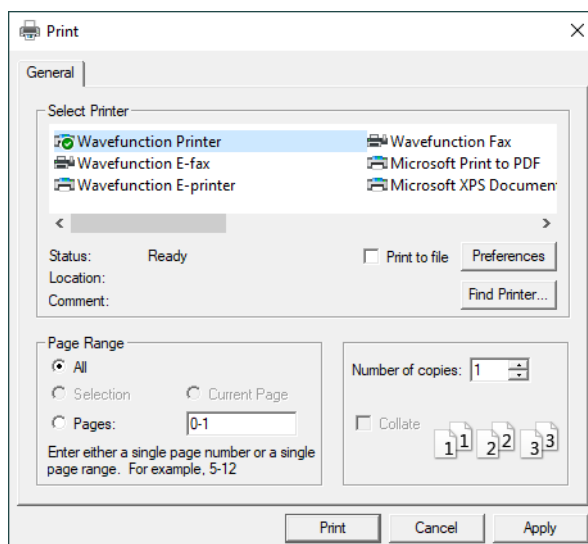 Print
General
Select Printer
Wavefunction Printer
Wavefunction Fax
Wavefunction E-fax
Microsoft Print to PDF
Wavefunction E-printer
Microsoft XPS Documen
Status: Ready
Print to file
Preferences
Location:
Comment:
Find Printer...
Page Range
All
Selection
Current Page
Pages: 0-1
Enter either a single page number or a single
page range. For example, 5-12
Number of copies: 1
Collate
1 1 2 2 3 3
Print
Cancel
Apply